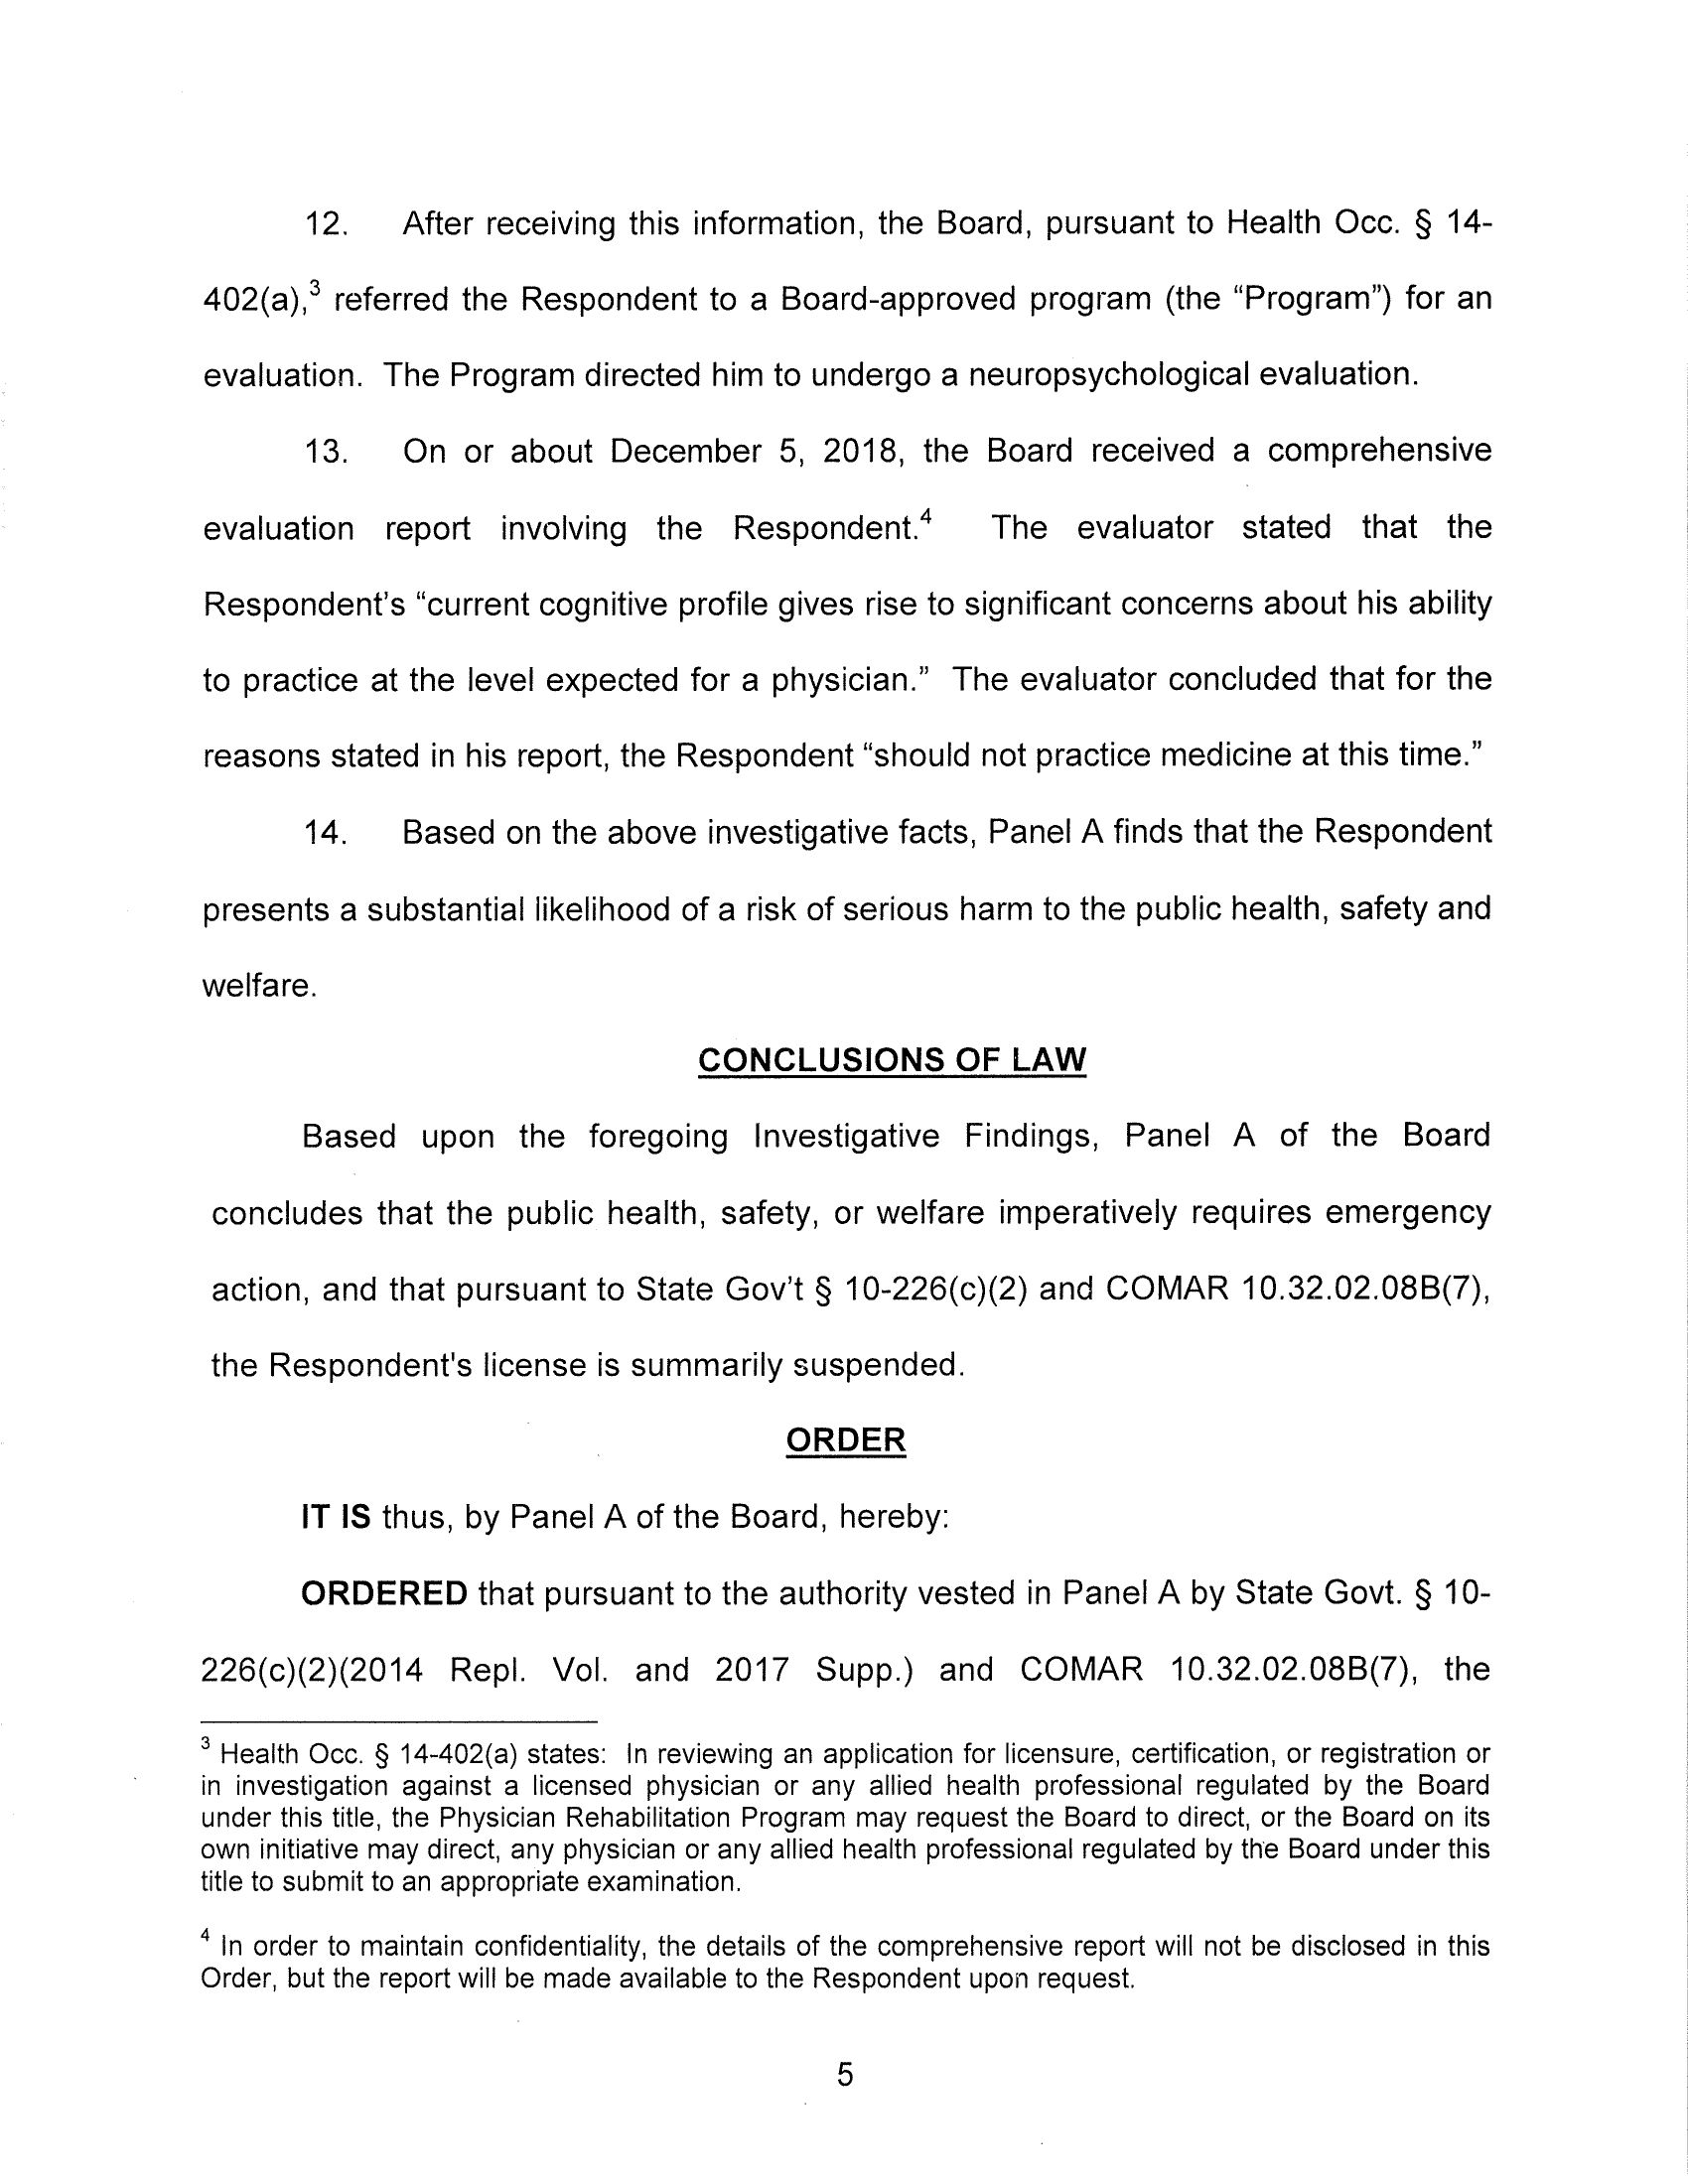 12. After receiving this information, the Board, pursuant to Health Occ. § 14-
402(a),³ referred the Respondent to a Board-approved program (the “Program”) for an
evaluation. The Program directed him to undergo a neuropsychological evaluation.
13. On or about December 5, 2018, the Board received a comprehensive
evaluation report involving the Respondent.⁴ The evaluator stated that the
Respondent’s “current cognitive profile gives rise to significant concerns about his ability
to practice at the level expected for a physician.” The evaluator concluded that for the
reasons stated in his report, the Respondent “should not practice medicine at this time.”
14. Based on the above investigative facts, Panel A finds that the Respondent
presents a substantial likelihood of a risk of serious harm to the public health, safety and
welfare.
CONCLUSIONS OF LAW
Based upon the foregoing Investigative Findings, Panel A of the Board
concludes that the public health, safety, or welfare imperatively requires emergency
action, and that pursuant to State Gov’t § 10-226(c)(2) and COMAR 10.32.02.08B(7),
the Respondent's license is summarily suspended.
ORDER
IT IS thus, by Panel A of the Board, hereby:
ORDERED that pursuant to the authority vested in Panel A by State Govt. § 10-
226(c)(2)(2014 Repl. Vol. and 2017 Supp.) and COMAR 10.32.02.08B(7), the
³ Health Occ. § 14-402(a) states: In reviewing an application for licensure, certification, or registration or
in investigation against a licensed physician or any allied health professional regulated by the Board
under this title, the Physician Rehabilitation Program may request the Board to direct, or the Board on its
own initiative may direct, any physician or any allied health professional regulated by the Board under this
title to submit to an appropriate examination.
⁴ In order to maintain confidentiality, the details of the comprehensive report will not be disclosed in this
Order, but the report will be made available to the Respondent upon request.
5